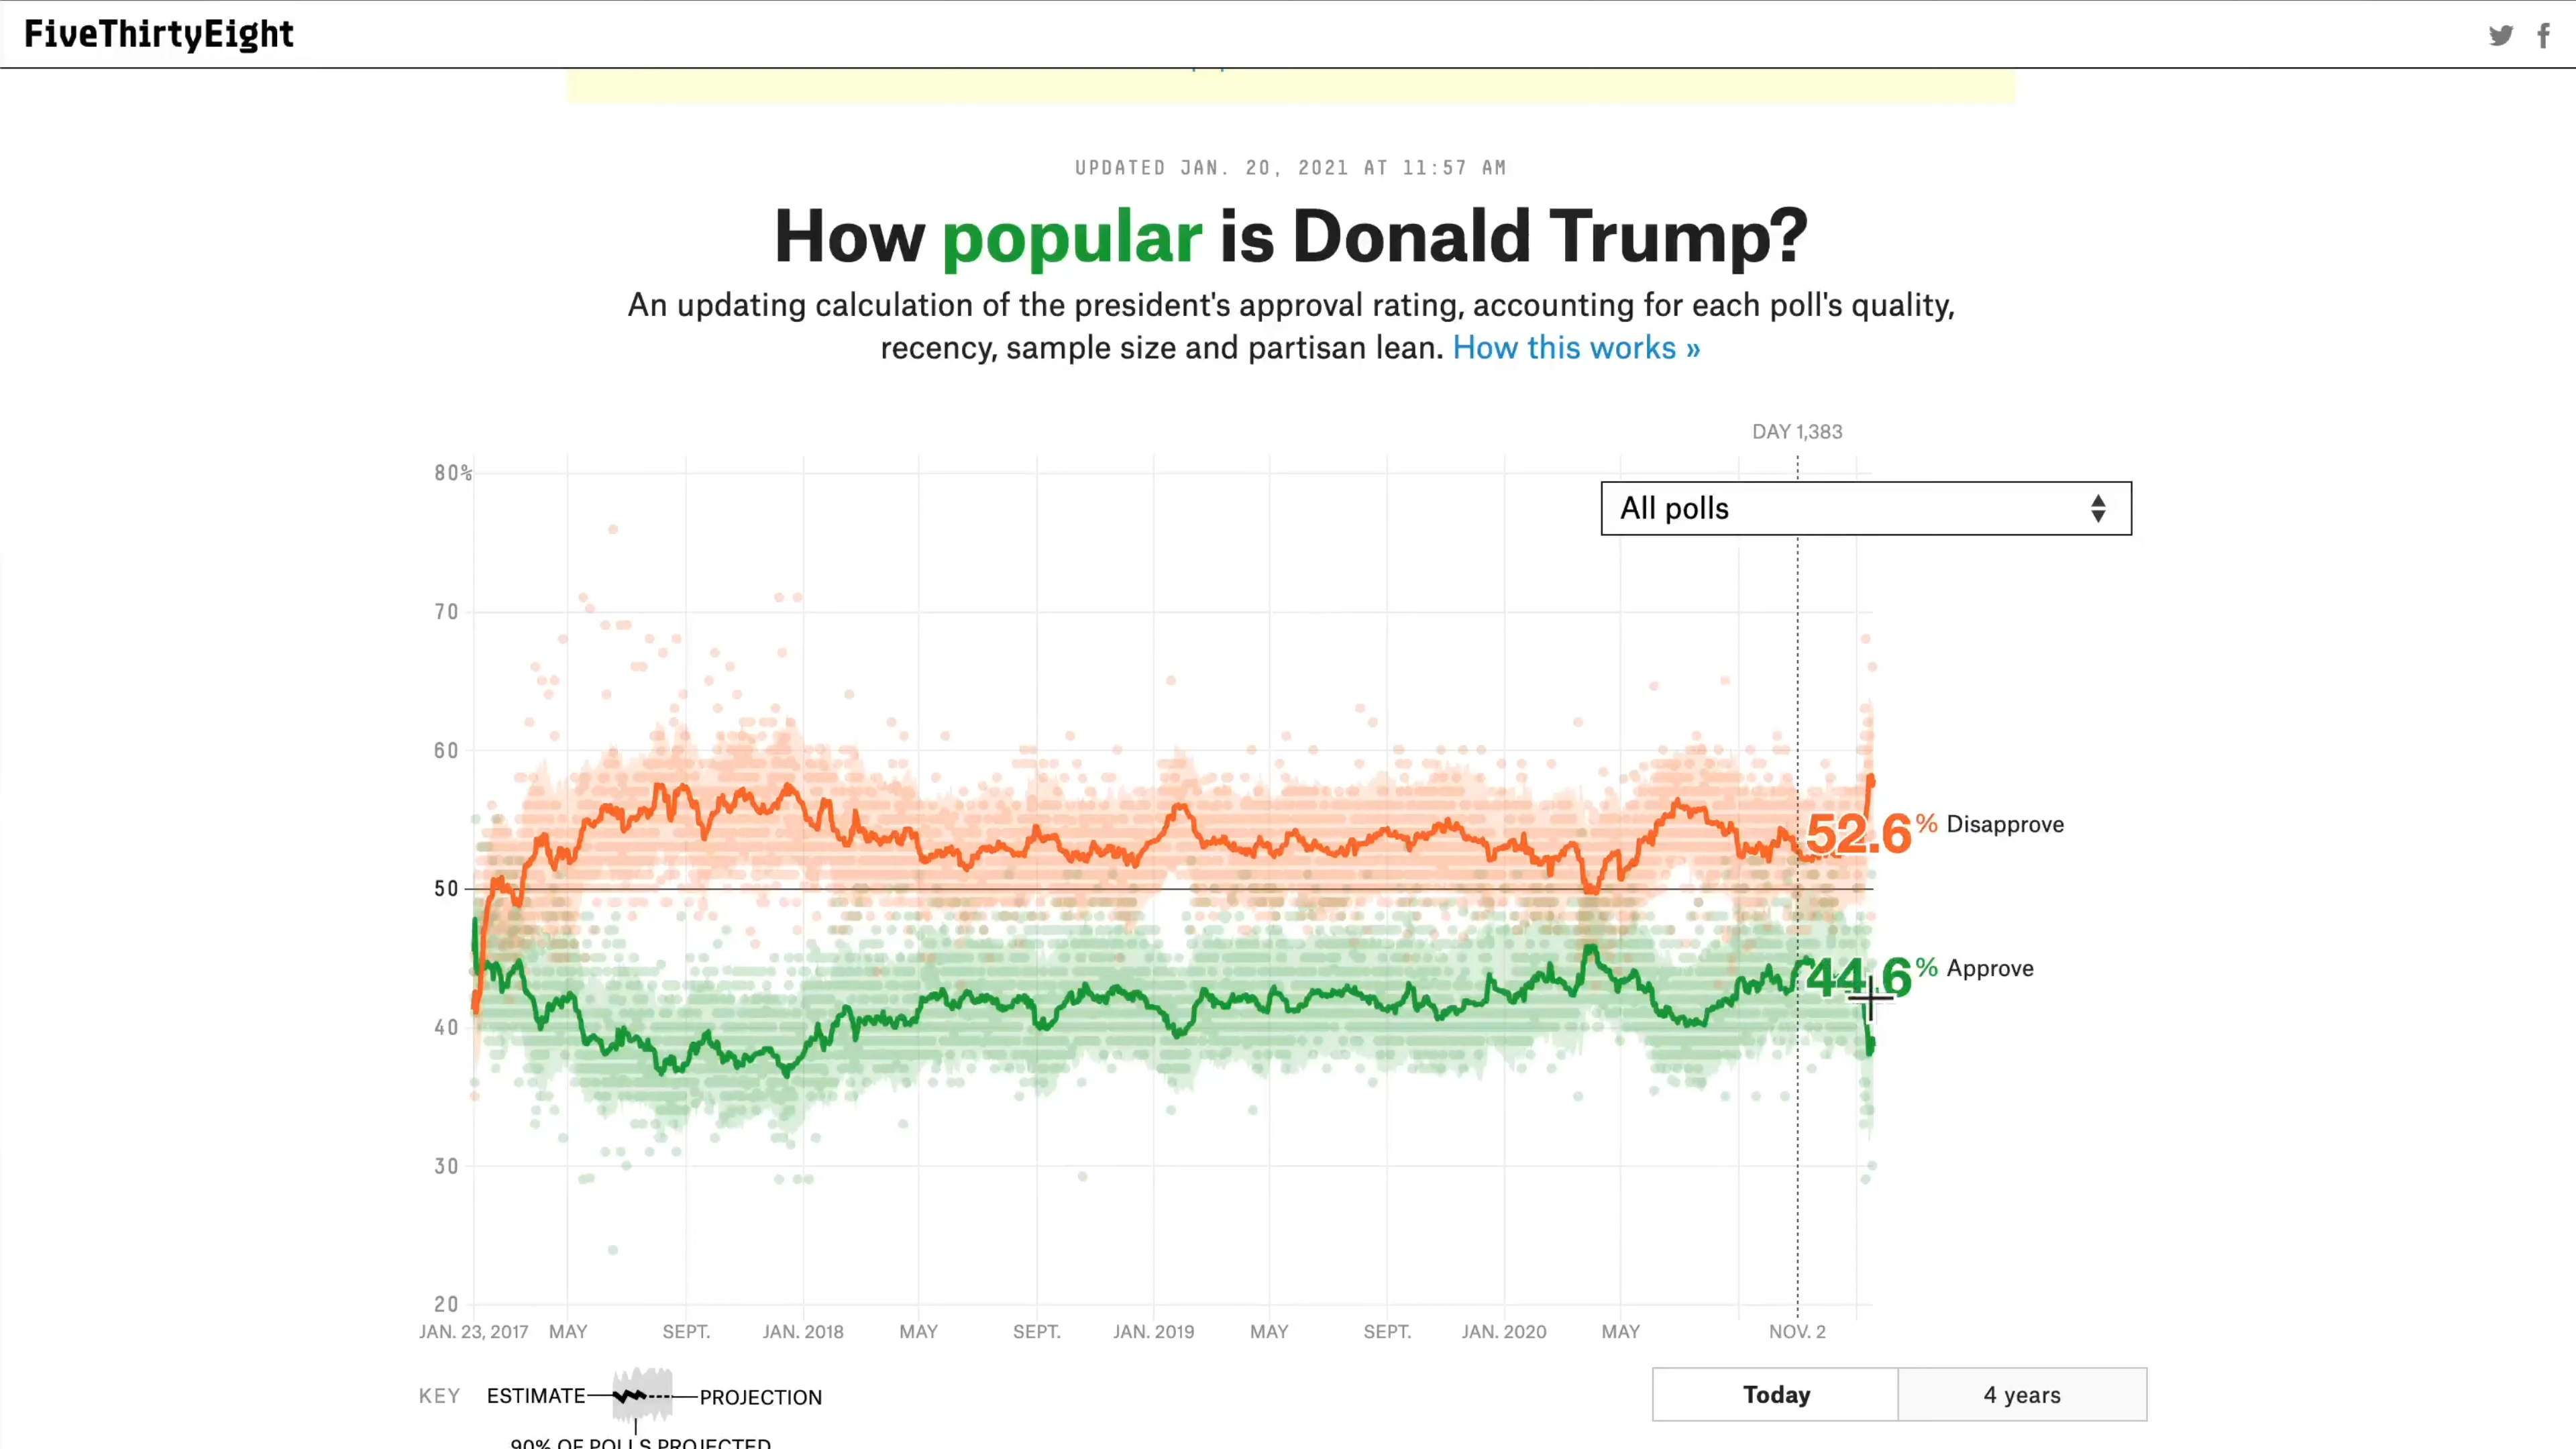 FiveThirtyEight
UPDATED JAN. 20, 2021 AT 11:57 AM
How popular is Donald Trump?
An updating calculation of the president's approval rating, accounting for each poll's quality,
recency, sample size and partisan lean. How this works »
DAY 1,383
80%
All polls
70
60
52.6% Disapprove
50
44.6% Approve
40
30
20
JAN. 23, 2017 MAY SEPT. JAN. 2018 MAY SEPT. JAN. 2019 MAY SEPT. JAN. 2020 MAY NOV. 2
KEY ESTIMATE PROJECTION
Today 4 years
90% OF POLLS PROJECTED